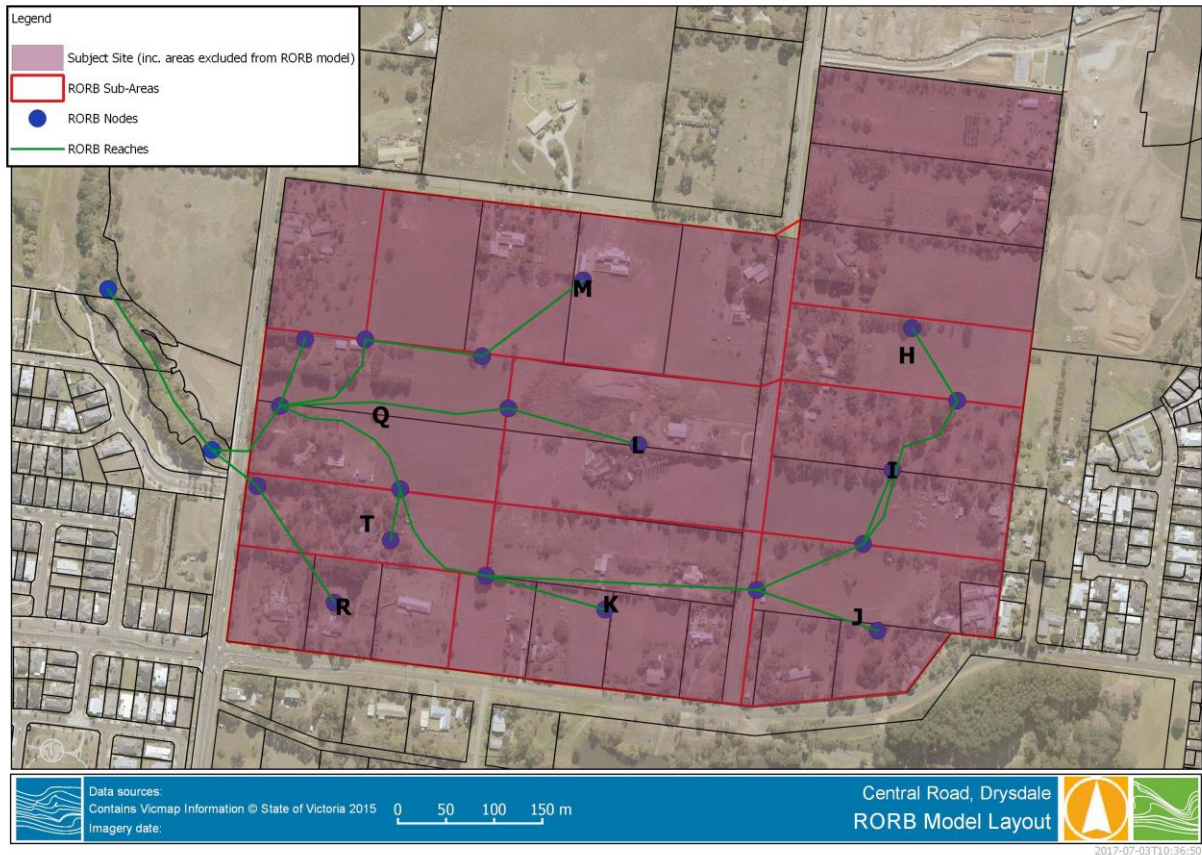 Legend
Subject Site (inc. areas excluded from RORB model)
RORB Sub-Areas
RORB Nodes
RORB Reaches
M
H
Q
L
I
T
R
K
J
Data sources:
Contains Vicmap Information © State of Victoria 2015
Imagery date:
0 50 100 150 m
Central Road, Drysdale
RORB Model Layout
2017-07-03T10:36:50